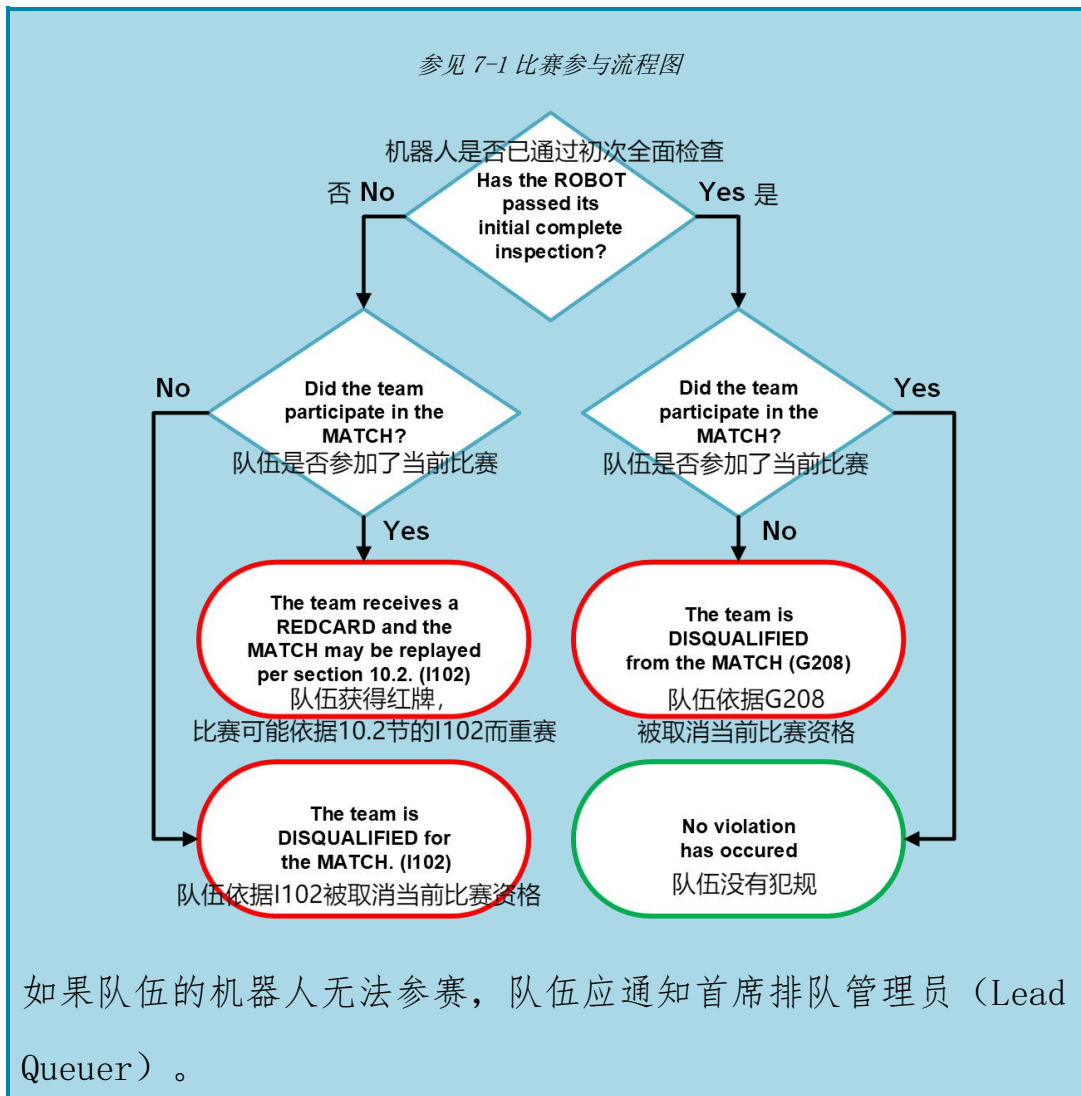 参见 7-1 比赛参与流程图
机器人是否已通过初次全面检查
否 No
Has the ROBOT
passed its
initial complete
inspection?
Yes 是
No
Did the team
participate in the
MATCH?
队伍是否参加了当前比赛
Yes
Did the team
participate in the
MATCH?
队伍是否参加了当前比赛
Yes
No
The team receives a
REDCARD and the
MATCH may be replayed
per section 10.2. (I102)
队伍获得红牌，
比赛可能依据10.2节的I102而重赛
The team is
DISQUALIFIED
from the MATCH (G208)
队伍依据G208
被取消当前比赛资格
The team is
DISQUALIFIED for
the MATCH. (I102)
队伍依据I102被取消当前比赛资格
No violation
has occured
队伍没有犯规
如果队伍的机器人无法参赛，队伍应通知首席排队管理员（Lead
Queuer）。